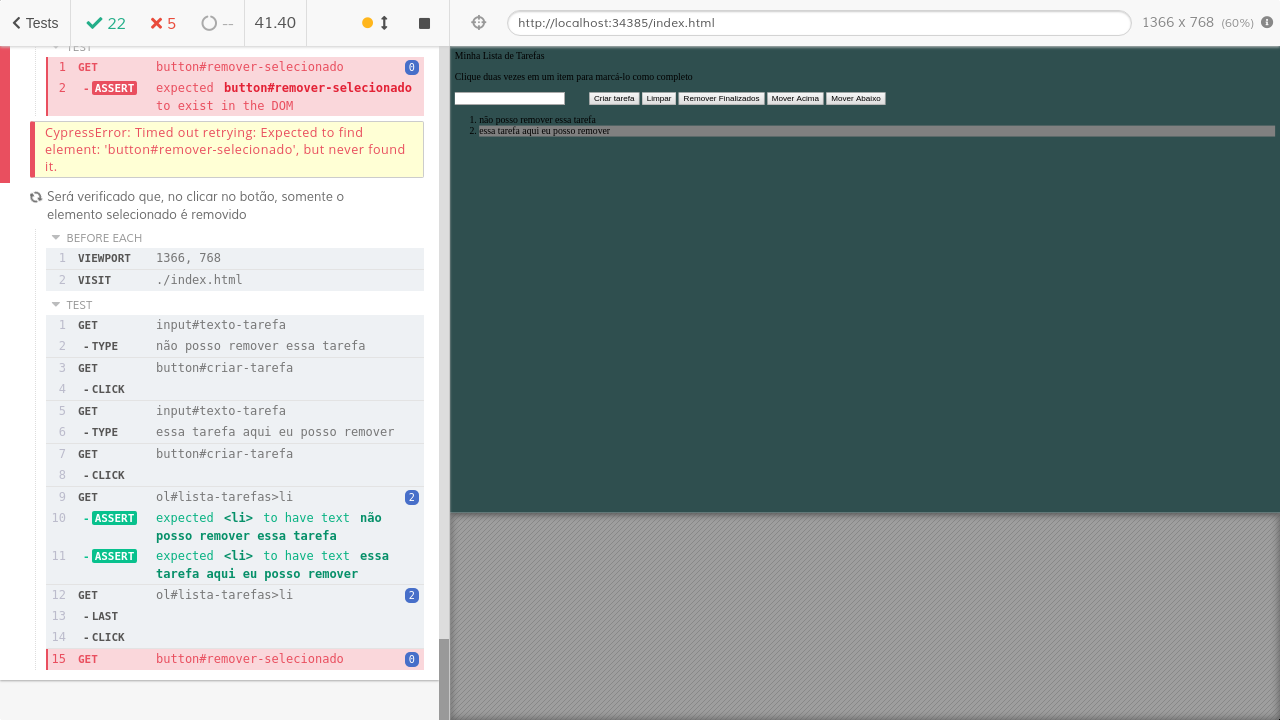 Tests
22
5
--
41.40
http://localhost:34385/index.html
1366 x 768 (60%)
TEST
1 GET button#remover-selecionado 0
2 - ASSERT expected button#remover-selecionado
to exist in the DOM
CypressError: Timed out retrying: Expected to find
element: 'button#remover-selecionado', but never found
it.
Será verificado que, no clicar no botão, somente o
elemento selecionado é removido
BEFORE EACH
1 VIEWPORT 1366, 768
2 VISIT ./index.html
TEST
1 GET input#texto-tarefa
2 - TYPE não posso remover essa tarefa
3 GET button#criar-tarefa
4 - CLICK
5 GET input#texto-tarefa
6 - TYPE essa tarefa aqui eu posso remover
7 GET button#criar-tarefa
8 - CLICK
9 GET ol#lista-tarefas>li 2
10 - ASSERT expected <li> to have text não
posso remover essa tarefa
11 - ASSERT expected <li> to have text essa
tarefa aqui eu posso remover
12 GET ol#lista-tarefas>li 2
13 - LAST
14 - CLICK
15 GET button#remover-selecionado 0
Minha Lista de Tarefas
Clique duas vezes em um item para marcá-lo como completo
Criar tarefa Limpar Remover Finalizados Mover Acima Mover Abaixo
1. não posso remover essa tarefa
2. essa tarefa aqui eu posso remover